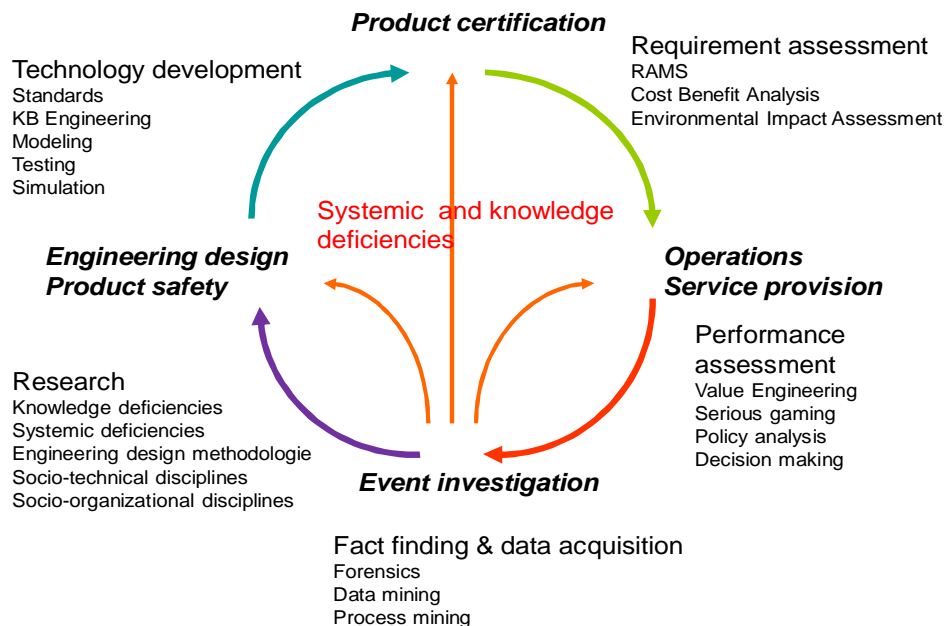 Product certification
Technology development
Standards
KB Engineering
Modeling
Testing
Simulation
Requirement assessment
RAMS
Cost Benefit Analysis
Environmental Impact Assessment
Systemic and knowledge
deficiencies
Engineering design
Product safety
Operations
Service provision
Performance
assessment
Value Engineering
Serious gaming
Policy analysis
Decision making
Research
Knowledge deficiencies
Systemic deficiencies
Engineering design methodologie
Socio-technical disciplines
Socio-organizational disciplines
Event investigation
Fact finding & data acquisition
Forensics
Data mining
Process mining